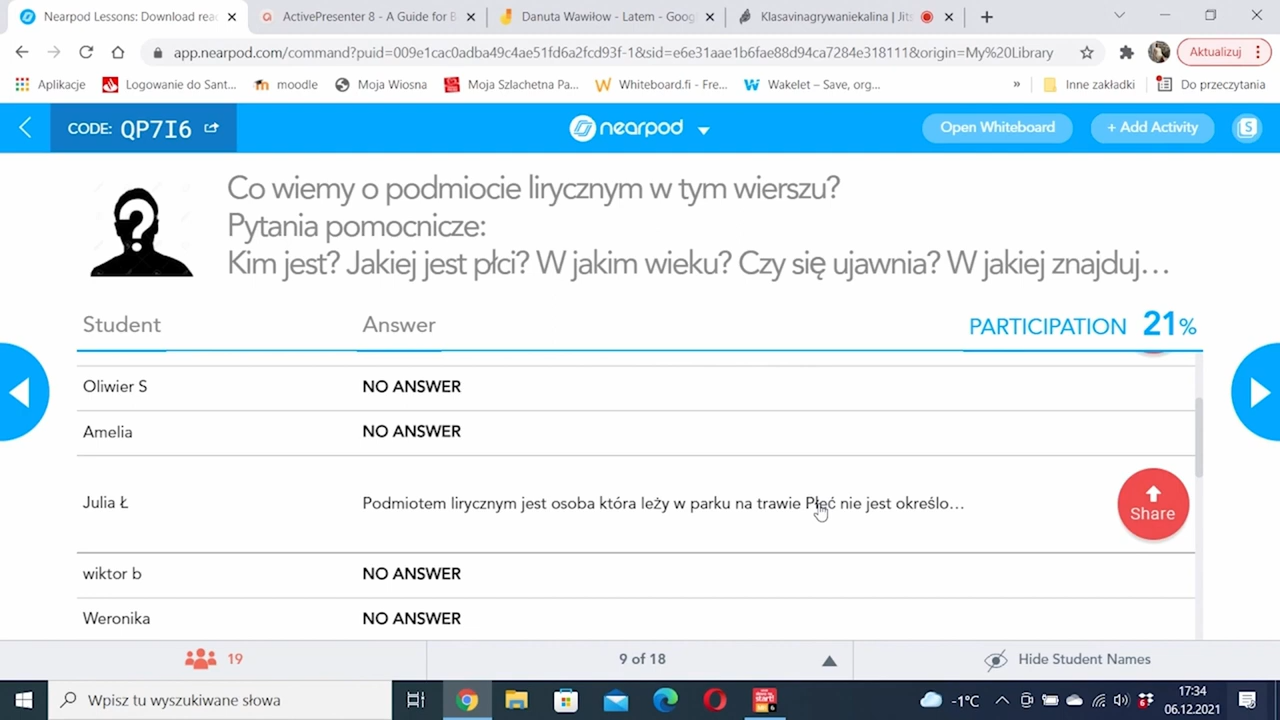 Nearpod Lessons: Download reac
ActivePresenter 8 - A Guide for B
Danuta Wawiłow - Latem - Goog
Klasavinagrywaniekalina | Jits
app.nearpod.com/command?puid=009e1cac0adba49c4ae51fd6a2fcd93f-1&sid=e6e31aae1b6fae88d94ca7284e318111&origin=My%20Library
Aktualizuj
Aplikacje
Logowanie do Sant...
moodle
Moja Wiosna
Moja Szlachetna Pa...
Whiteboard.fi - Fre...
Wakelet – Save, org...
»
Inne zakładki
Do przeczytania
CODE: QP7I6
nearpod
Open Whiteboard
+ Add Activity
S
Co wiemy o podmiocie lirycznym w tym wierszu?
Pytania pomocnicze:
Kim jest? Jakiej jest płci? W jakim wieku? Czy się ujawnia? W jakiej znajduj...
Student
Answer
PARTICIPATION 21%
Oliwier S
NO ANSWER
Amelia
NO ANSWER
Julia Ł
Podmiotem lirycznym jest osoba która leży w parku na trawie Płeć nie jest określo...
Share
wiktor b
NO ANSWER
Weronika
NO ANSWER
19
9 of 18
Hide Student Names
Wpisz tu wyszukiwane słowa
-1°C
17:34
06.12.2021